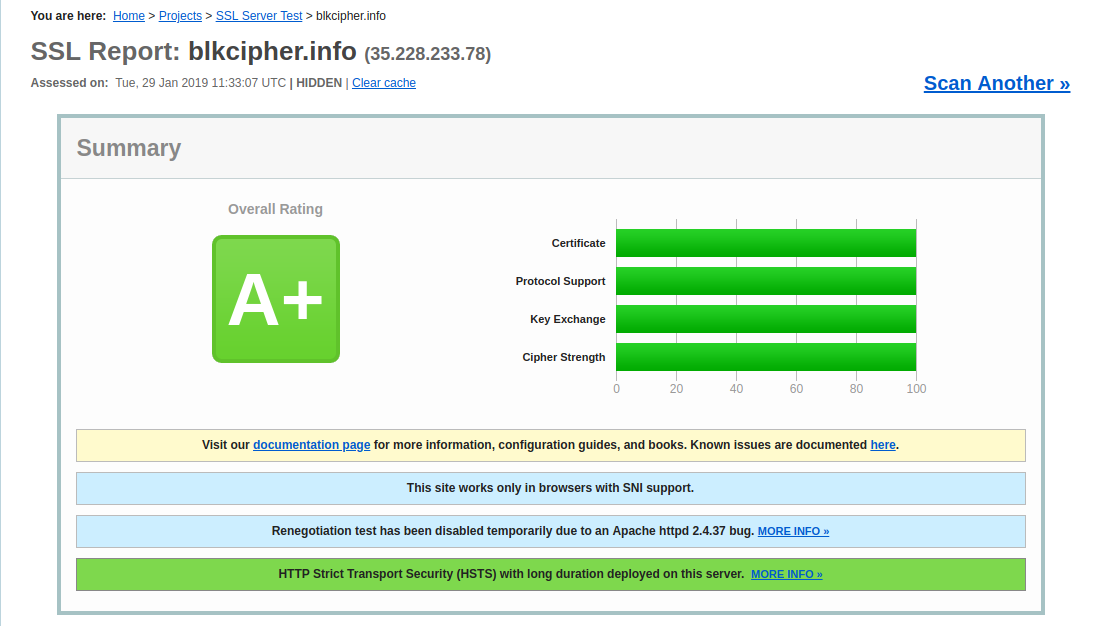 You are here: Home > Projects > SSL Server Test > blkcipher.info
SSL Report: blkcipher.info (35.228.233.78)
Assessed on: Tue, 29 Jan 2019 11:33:07 UTC | HIDDEN | Clear cache
Scan Another »
Summary
Overall Rating
A+
Certificate
Protocol Support
Key Exchange
Cipher Strength
0 20 40 60 80 100
Visit our documentation page for more information, configuration guides, and books. Known issues are documented here.
This site works only in browsers with SNI support.
Renegotiation test has been disabled temporarily due to an Apache httpd 2.4.37 bug. MORE INFO »
HTTP Strict Transport Security (HSTS) with long duration deployed on this server. MORE INFO »